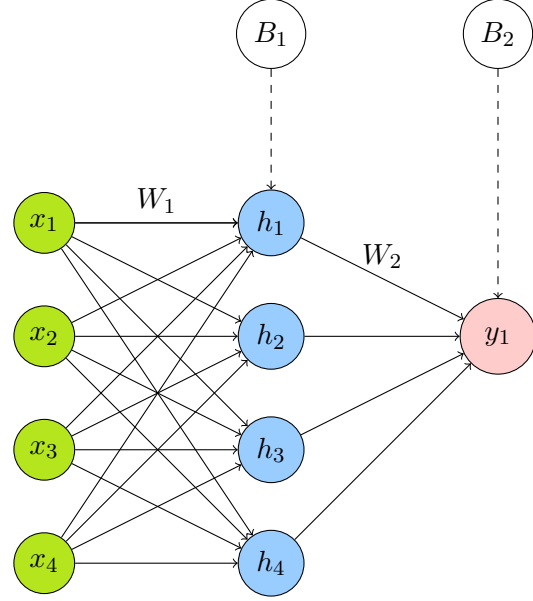 B₁ B₂
W₁
x₁ h₁
W₂
x₂ h₂ y₁
x₃ h₃
x₄ h₄